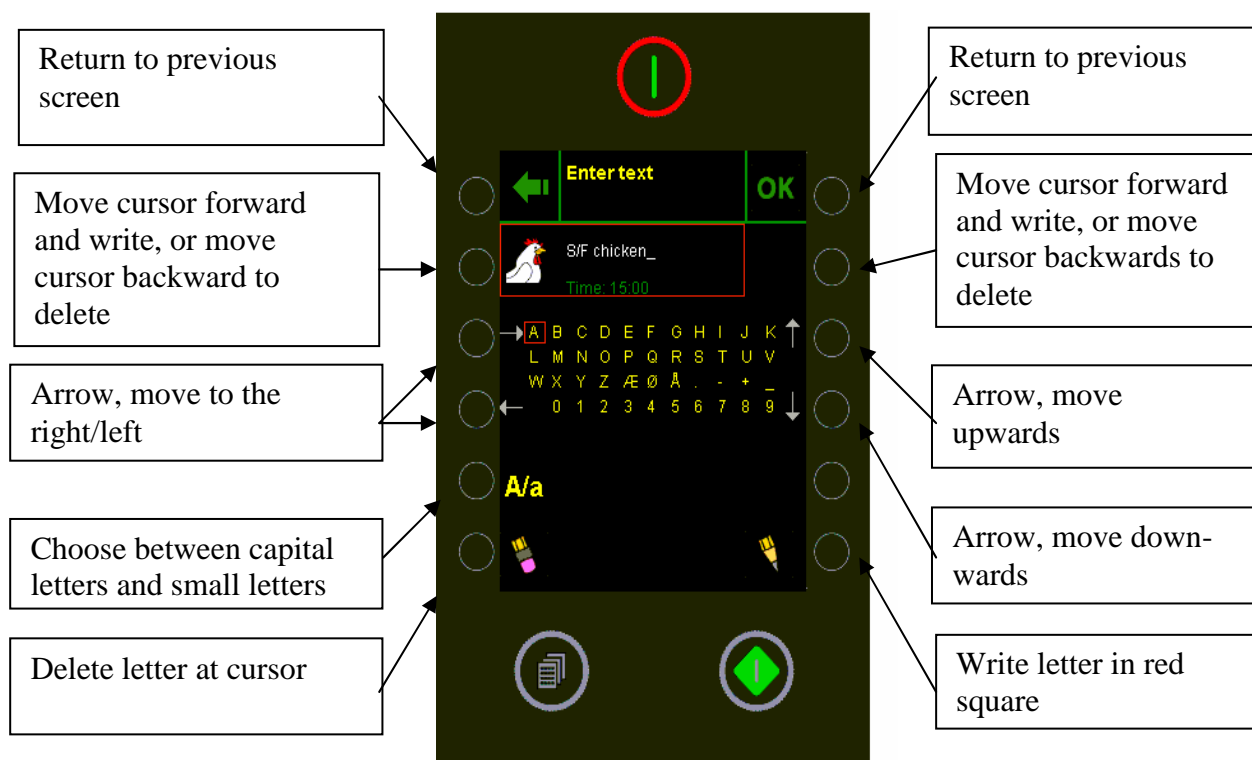 Return to previous
screen
Move cursor forward
and write, or move
cursor backward to
delete
Arrow, move to the
right/left
Choose between capital
letters and small letters
Delete letter at cursor
Enter text
OK
S/F chicken_
Time: 15:00
A B C D E F G H I J K
L M N O P Q R S T U V
W X Y Z Æ Ø Å . - + _
0 1 2 3 4 5 6 7 8 9
A/a
Return to previous
screen
Move cursor forward
and write, or move
cursor backwards to
delete
Arrow, move
upwards
Arrow, move down-
wards
Write letter in red
square